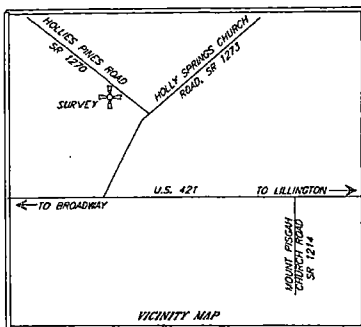 HOLLIES PINES ROAD
SR 1270
HOLLY SPRINGS CHURCH
ROAD, SR 1273
SURVEY
U.S. 421
TO LILLINGTON
TO BROADWAY
MOUNT PISGAH
CHURCH ROAD
SR 1214
VICINITY MAP